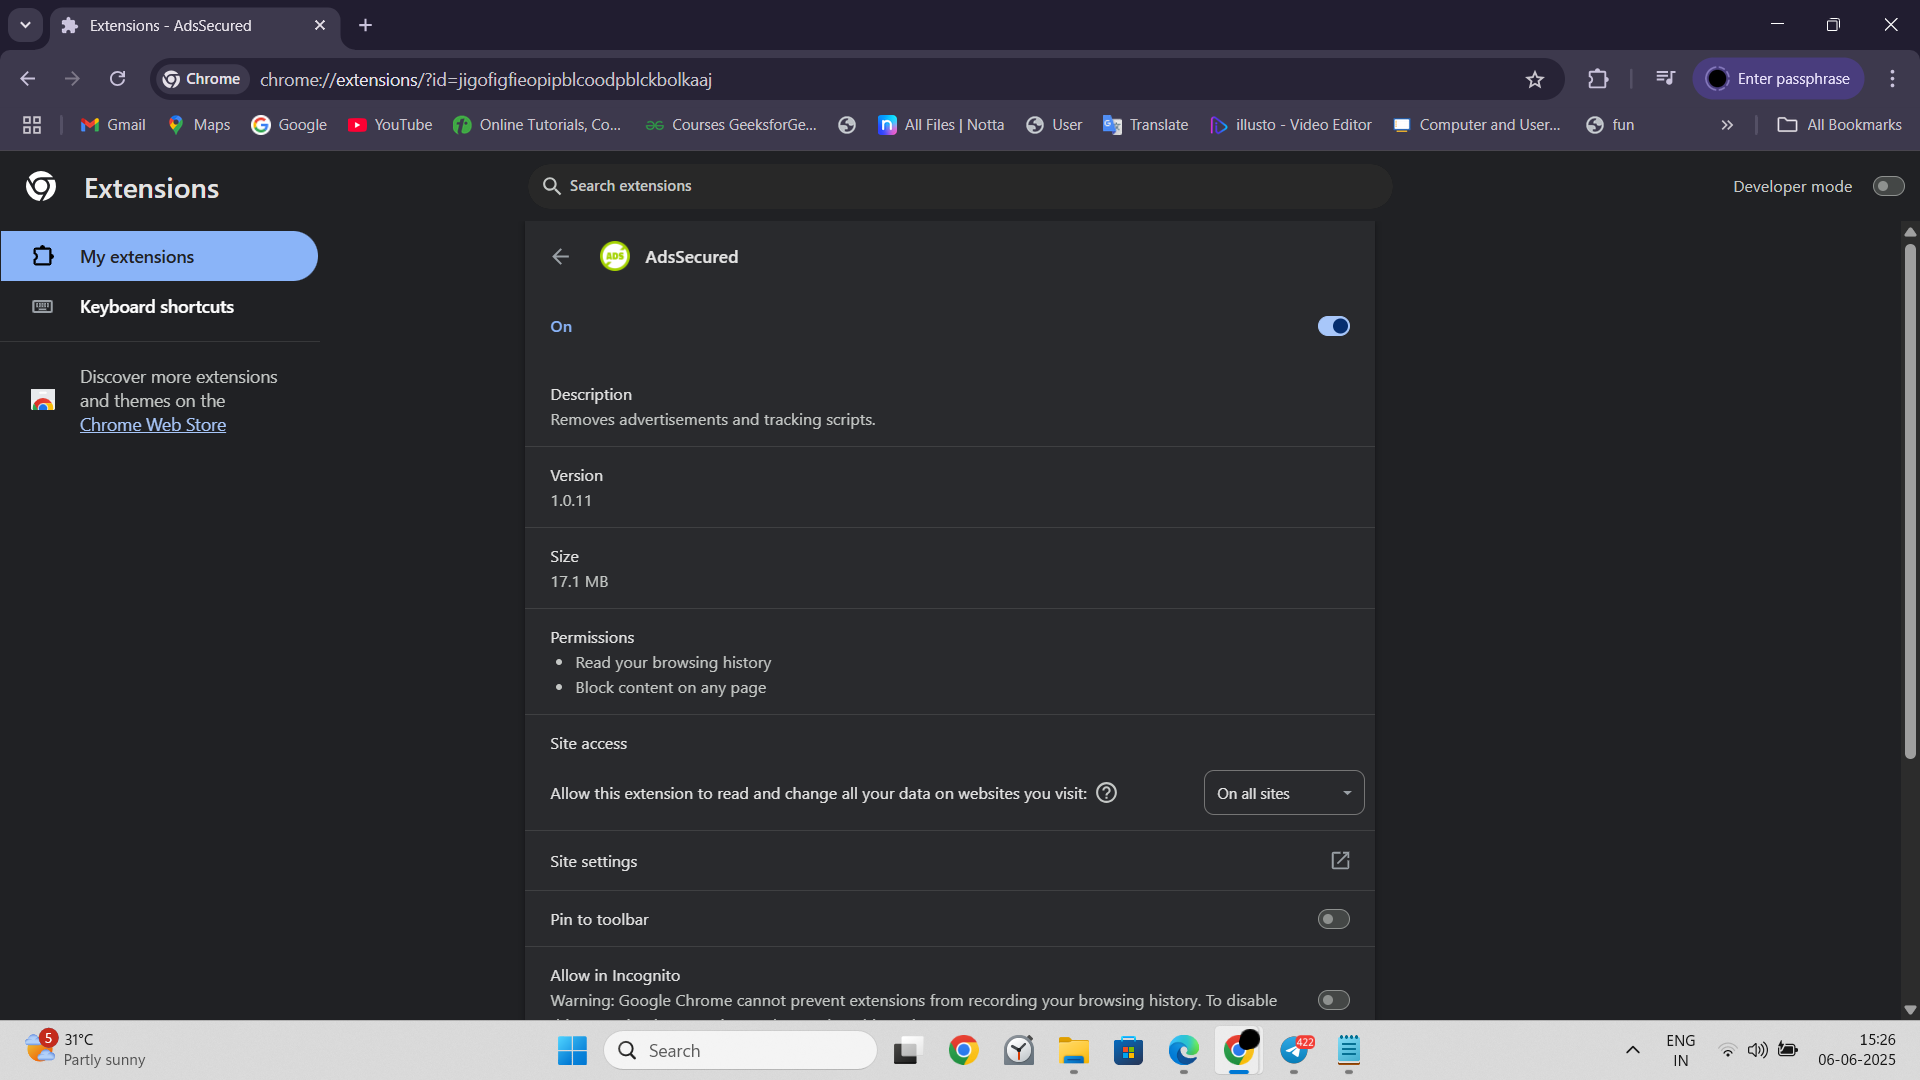 Extensions - AdsSecured
Chrome
chrome://extensions/?id=jigofigfieopipblcoodpblckbolkaaj
Enter passphrase
Gmail
Maps
Google
YouTube
Online Tutorials, Co...
Courses GeeksforGe...
All Files | Notta
User
Translate
illusto - Video Editor
Computer and User...
fun
All Bookmarks
Extensions
Search extensions
Developer mode
My extensions
Keyboard shortcuts
Discover more extensions
and themes on the
Chrome Web Store
ADS
AdsSecured
On
Description
Removes advertisements and tracking scripts.
Version
1.0.11
Size
17.1 MB
Permissions
Read your browsing history
Block content on any page
Site access
Allow this extension to read and change all your data on websites you visit:
On all sites
Site settings
Pin to toolbar
Allow in Incognito
Warning: Google Chrome cannot prevent extensions from recording your browsing history. To disable
5
31°C
Partly sunny
Search
422
ENG
IN
15:26
06-06-2025